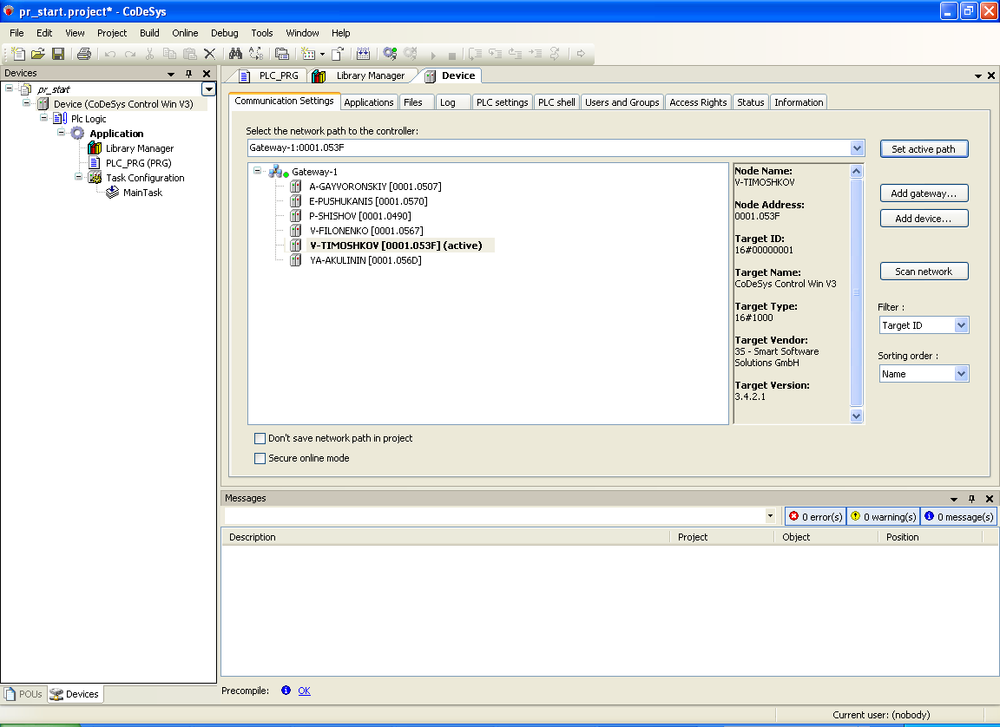 pr_start.project* - CoDeSys
File Edit View Project Build Online Debug Tools Window Help
Devices
pr_start
Device (CoDeSys Control Win V3)
Plc Logic
Application
Library Manager
PLC_PRG (PRG)
Task Configuration
MainTask
POUs Devices
PLC_PRG Library Manager Device
Communication Settings Applications Files Log PLC settings PLC shell Users and Groups Access Rights Status Information
Select the network path to the controller:
Gateway-1:0001.053F
Set active path
Gateway-1
A-GAYVORONSKIY [0001.0507]
E-PUSHUKANIS [0001.0570]
P-SHISHOV [0001.0490]
V-FILONENKO [0001.0567]
V-TIMOSHKOV [0001.053F] (active)
YA-AKULININ [0001.056D]
Node Name:
V-TIMOSHKOV
Node Address:
0001.053F
Target ID:
16#00000001
Target Name:
CoDeSys Control Win V3
Target Type:
16#1000
Target Vendor:
3S - Smart Software
Solutions GmbH
Target Version:
3.4.2.1
Add gateway...
Add device...
Scan network
Filter :
Target ID
Sorting order :
Name
Don't save network path in project
Secure online mode
Messages
0 error(s) 0 warning(s) 0 message(s)
Description Project Object Position
Precompile: OK
Current user: (nobody)